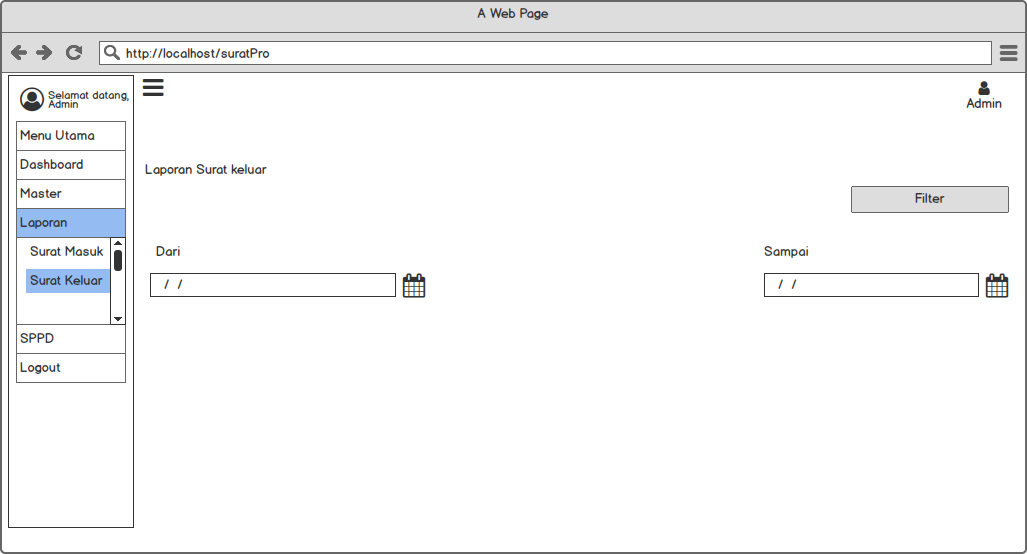 A Web Page
http://localhost/suratPro
Selamat datang,
Admin
Admin
Menu Utama
Dashboard
Master
Laporan
Surat Masuk
Surat Keluar
SPPD
Logout
Laporan Surat keluar
Filter
Dari
Sampai
/ /
/ /